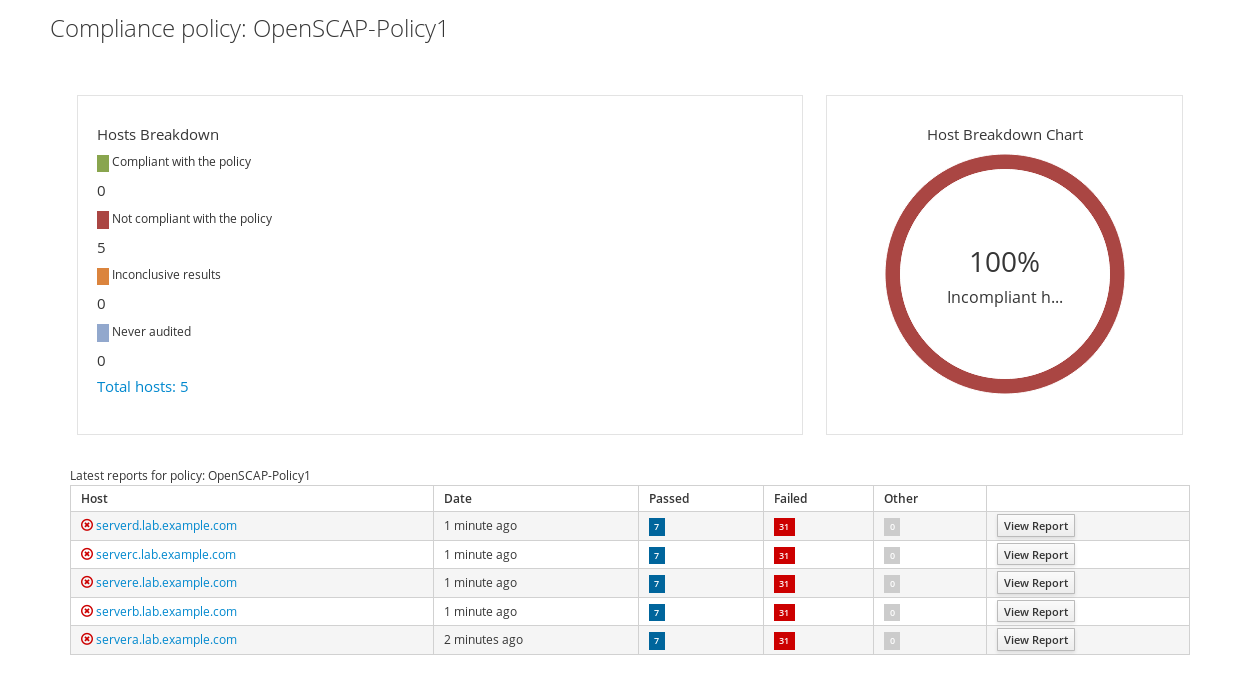 Compliance policy: OpenSCAP-Policy1
Hosts Breakdown
Compliant with the policy
0
Not compliant with the policy
5
Inconclusive results
0
Never audited
0
Total hosts: 5
Host Breakdown Chart
100%
Incompliant h...
Latest reports for policy: OpenSCAP-Policy1
Host Date Passed Failed Other
serverd.lab.example.com 1 minute ago 7 31 0 View Report
serverc.lab.example.com 1 minute ago 7 31 0 View Report
servere.lab.example.com 1 minute ago 7 31 0 View Report
serverb.lab.example.com 1 minute ago 7 31 0 View Report
servera.lab.example.com 2 minutes ago 7 31 0 View Report